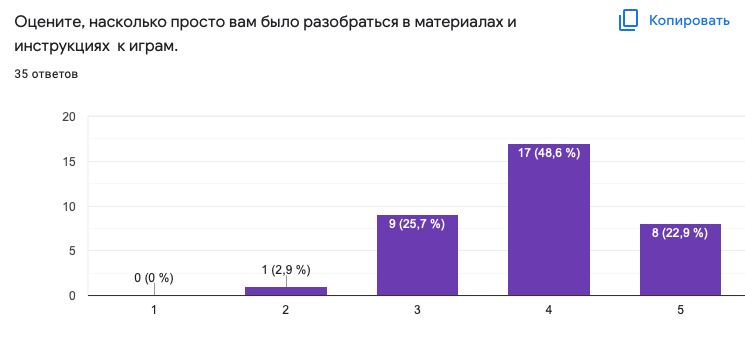 Оцените, насколько просто вам было разобраться в материалах и
инструкциях  к играм.
Копировать
35 ответов
20
15
10
5
0
0 (0 %)
1 (2,9 %)
9 (25,7 %)
17 (48,6 %)
8 (22,9 %)
1
2
3
4
5